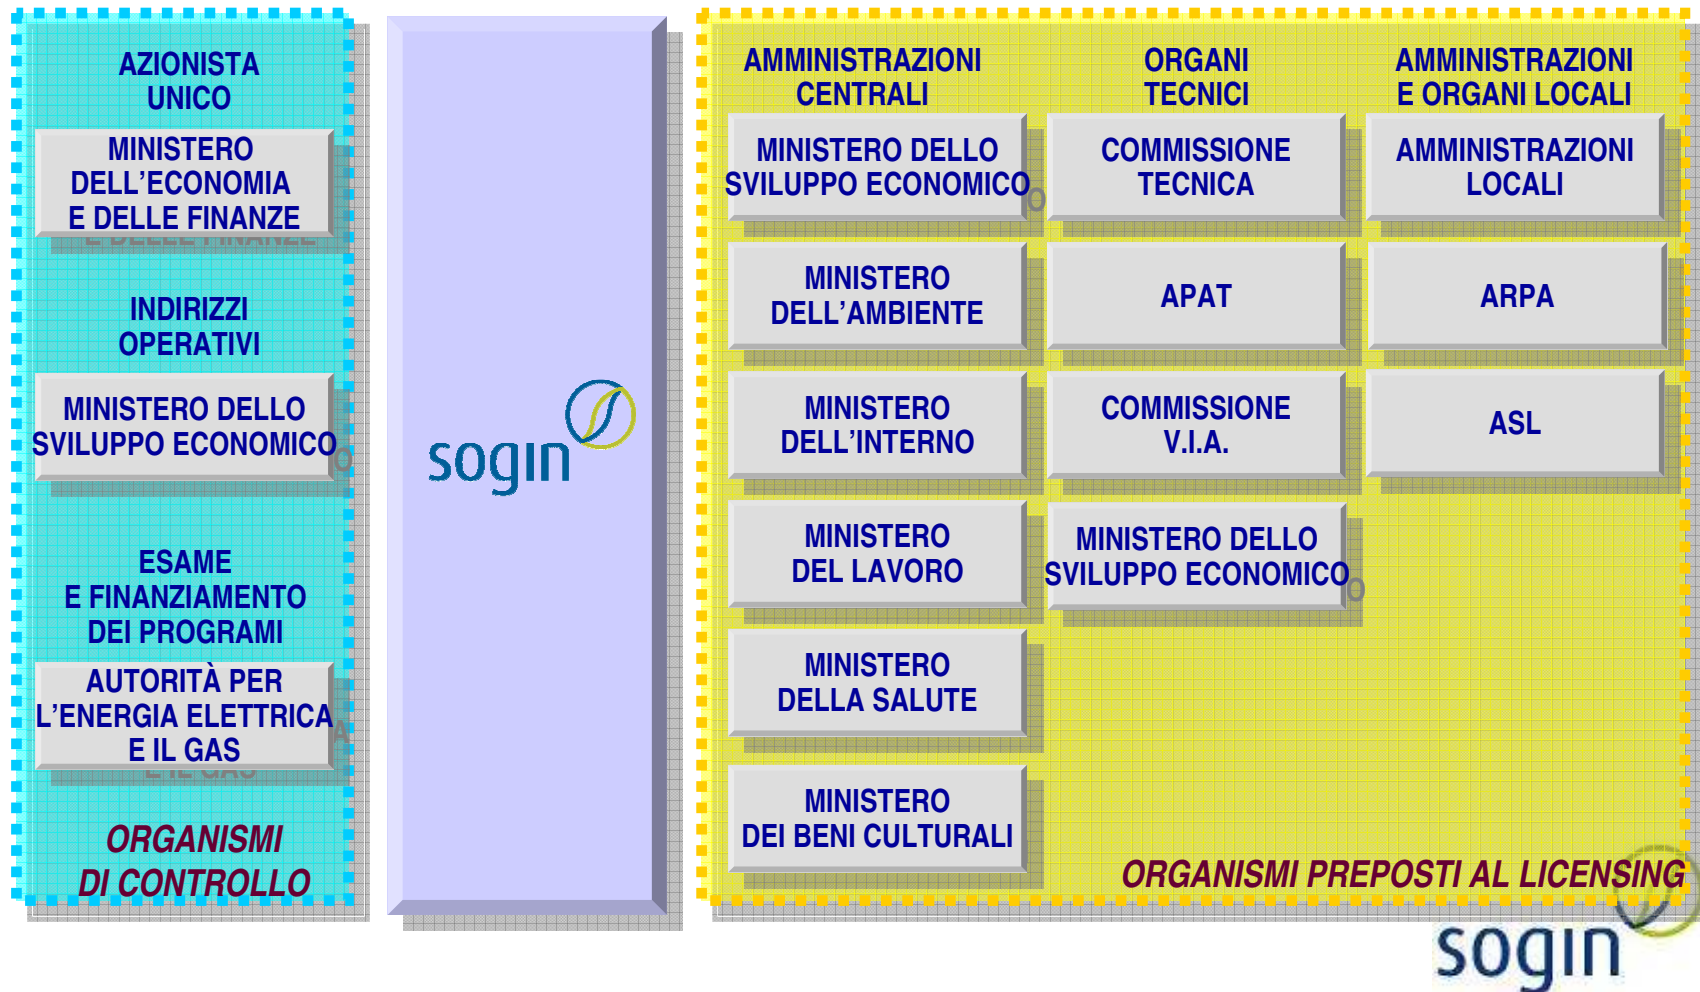 AZIONISTA
UNICO
MINISTERO
DELL'ECONOMIA
E DELLE FINANZE
INDIRIZZI
OPERATIVI
MINISTERO DELLO
SVILUPPO ECONOMICO
ESAME
E FINANZIAMENTO
DEI PROGRAMI
AUTORITÀ PER
L'ENERGIA ELETTRICA
E IL GAS
ORGANISMI
DI CONTROLLO
sogin
AMMINISTRAZIONI
CENTRALI
MINISTERO DELLO
SVILUPPO ECONOMICO
MINISTERO
DELL'AMBIENTE
MINISTERO
DELL'INTERNO
MINISTERO
DEL LAVORO
MINISTERO
DELLA SALUTE
MINISTERO
DEI BENI CULTURALI
ORGANI
TECNICI
COMMISSIONE
TECNICA
APAT
COMMISSIONE
V.I.A.
MINISTERO DELLO
SVILUPPO ECONOMICO
AMMINISTRAZIONI
E ORGANI LOCALI
AMMINISTRAZIONI
LOCALI
ARPA
ASL
ORGANISMI PREPOSTI AL LICENSING
sogin